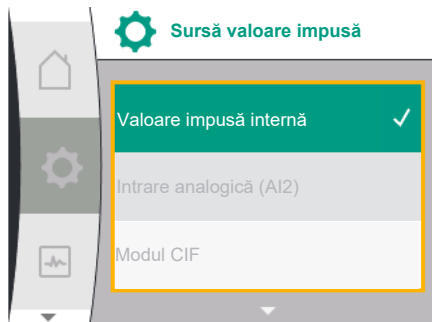 Sursă valoare impusă
Valoare impusă internă
Intrare analogică (AI2)
Modul CIF